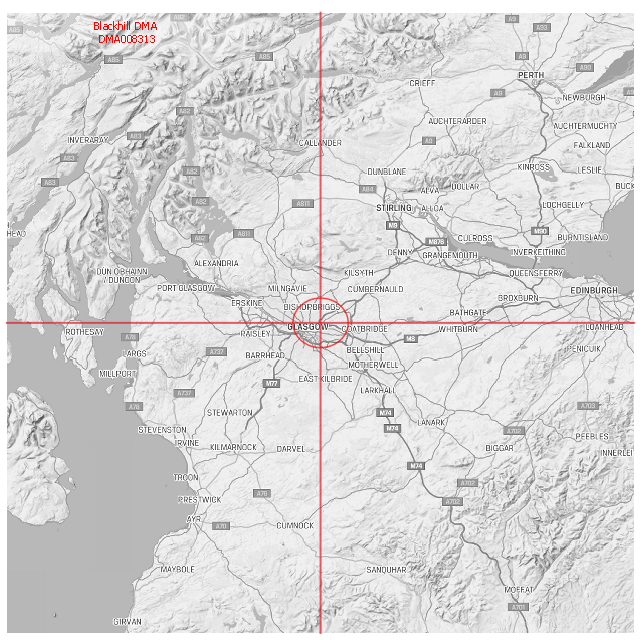 A82
A9
A93
A85
Blackhill DMA
DMA008313
A85
A85
A9
A90
PERTH
CRIEFF
A9
NEWBURGH
A82
AUCHTERARDER
AUCHTERMUCHTY
A83
INVERARAY
CALLANDER
A9
FALKLAND
A83
KINROSS
LESLIE
A82
DUNBLANE
A83
A84
ALVA
DOLLAR
BUCK
A82
A811
STIRLING
ALLOA
LOCHGELLY
HEAD
A82
A811
M9
M90
M876
CULROSS
BURNTISLAND
DENNY
GRANGEMOUTH
INVERKEITHING
ALEXANDRIA
DUN OBHAINN
/ DUNOON
KILSYTH
QUEENSFERRY
PORT GLASGOW
MILNGAVIE
CUMBERNAULD
EDINBURGH
ERSKINE
BISHOPBRIGGS
BROXBURN
BATHGATE
ROTHESAY
GLASGOW
COATBRIDGE
WHITBURN
LOANHEAD
A78
PAISLEY
M8
LARGS
A737
BARRHEAD
BELLSHILL
PENICUIK
MOTHERWELL
MILLPORT
M77
EAST KILBRIDE
LARKHALL
A737
A78
STEWARTON
M74
A703
LANARK
STEVENSTON
M74
A702
IRVINE
PEEBLES
KILMARNOCK
DARVEL
BIGGAR
INNERLEIT
M74
TROON
A702
A76
PRESTWICK
A702
AYR
A70
CUMNOCK
MAYBOLE
SANQUHAR
MOFFAT
A701
GIRVAN